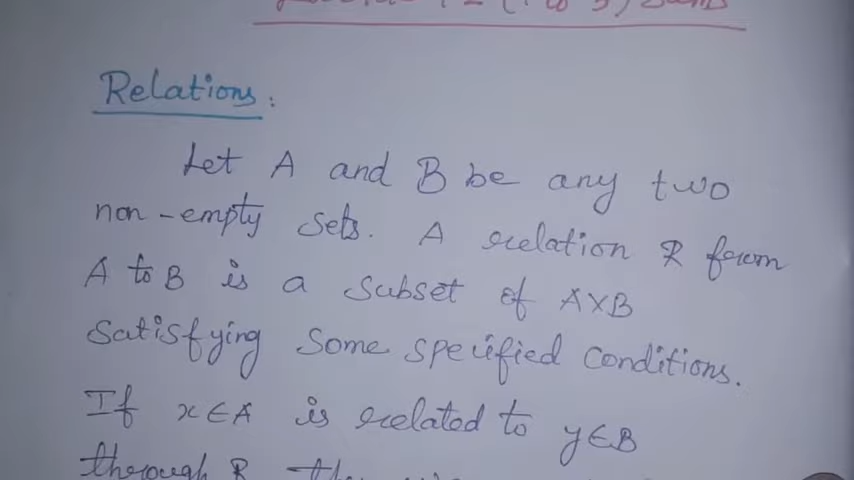 Relations:
Let A and B be any two
non-empty sets. A relation R from
A to B is a subset of A×B
satisfying some specified conditions.
If x∈A is related to y∈B
through R